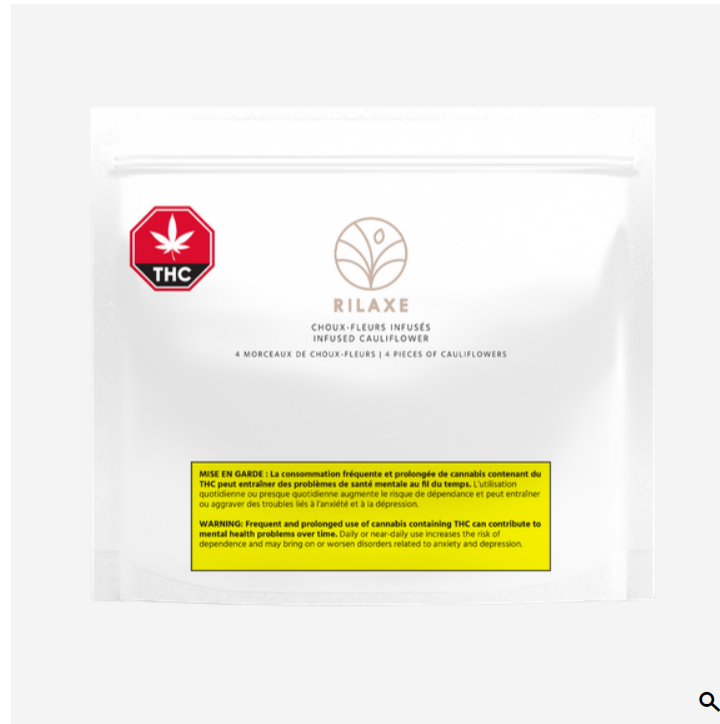 THC
RILAXE
CHOUX-FLEURS INFUSÉS
INFUSED CAULIFLOWER
4 MORCEAUX DE CHOUX-FLEURS | 4 PIECES OF CAULIFLOWERS
MISE EN GARDE : La consommation fréquente et prolongée de cannabis contenant du
THC peut entraîner des problèmes de santé mentale au fil du temps. L'utilisation
quotidienne ou presque quotidienne augmente le risque de dépendance et peut entraîner
ou aggraver des troubles liés à l'anxiété et à la dépression.
WARNING: Frequent and prolonged use of cannabis containing THC can contribute to
mental health problems over time. Daily or near-daily use increases the risk of
dependence and may bring on or worsen disorders related to anxiety and depression.